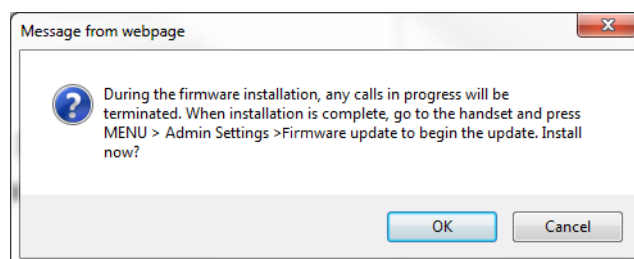 Message from webpage
During the firmware installation, any calls in progress will be
terminated. When installation is complete, go to the handset and press
MENU > Admin Settings >Firmware update to begin the update. Install
now?
OK Cancel